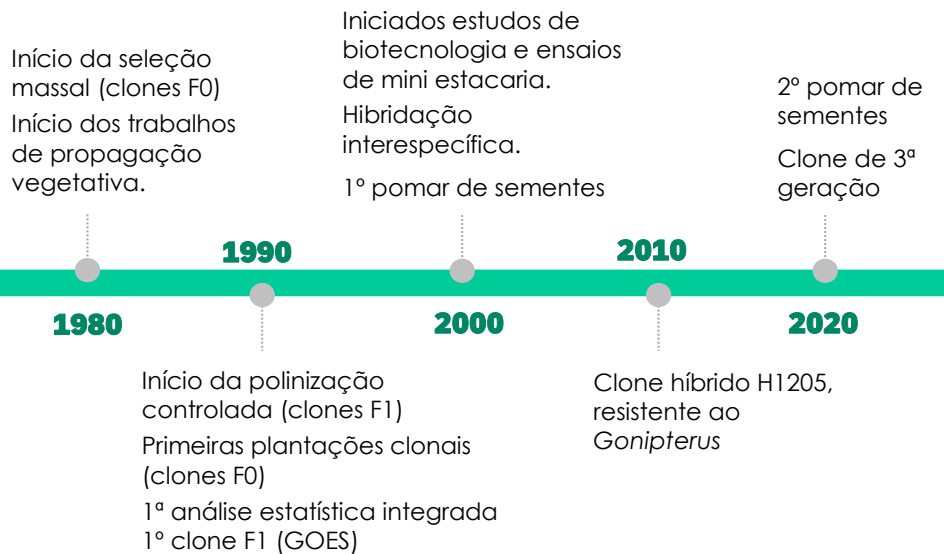 Início da seleção
massal (clones F0)
Início dos trabalhos
de propagação
vegetativa.
1980
1990
Início da polinização
controlada (clones F1)
Primeiras plantações clonais
(clones F0)
1ª análise estatística integrada
1º clone F1 (GOES)
Iniciados estudos de
biotecnologia e ensaios
de mini estacaria.
Hibridação
interespecífica.
1º pomar de sementes
2000
2010
Clone híbrido H1205,
resistente ao
Gonipterus
2º pomar de
sementes
Clone de 3ª
geração
2020